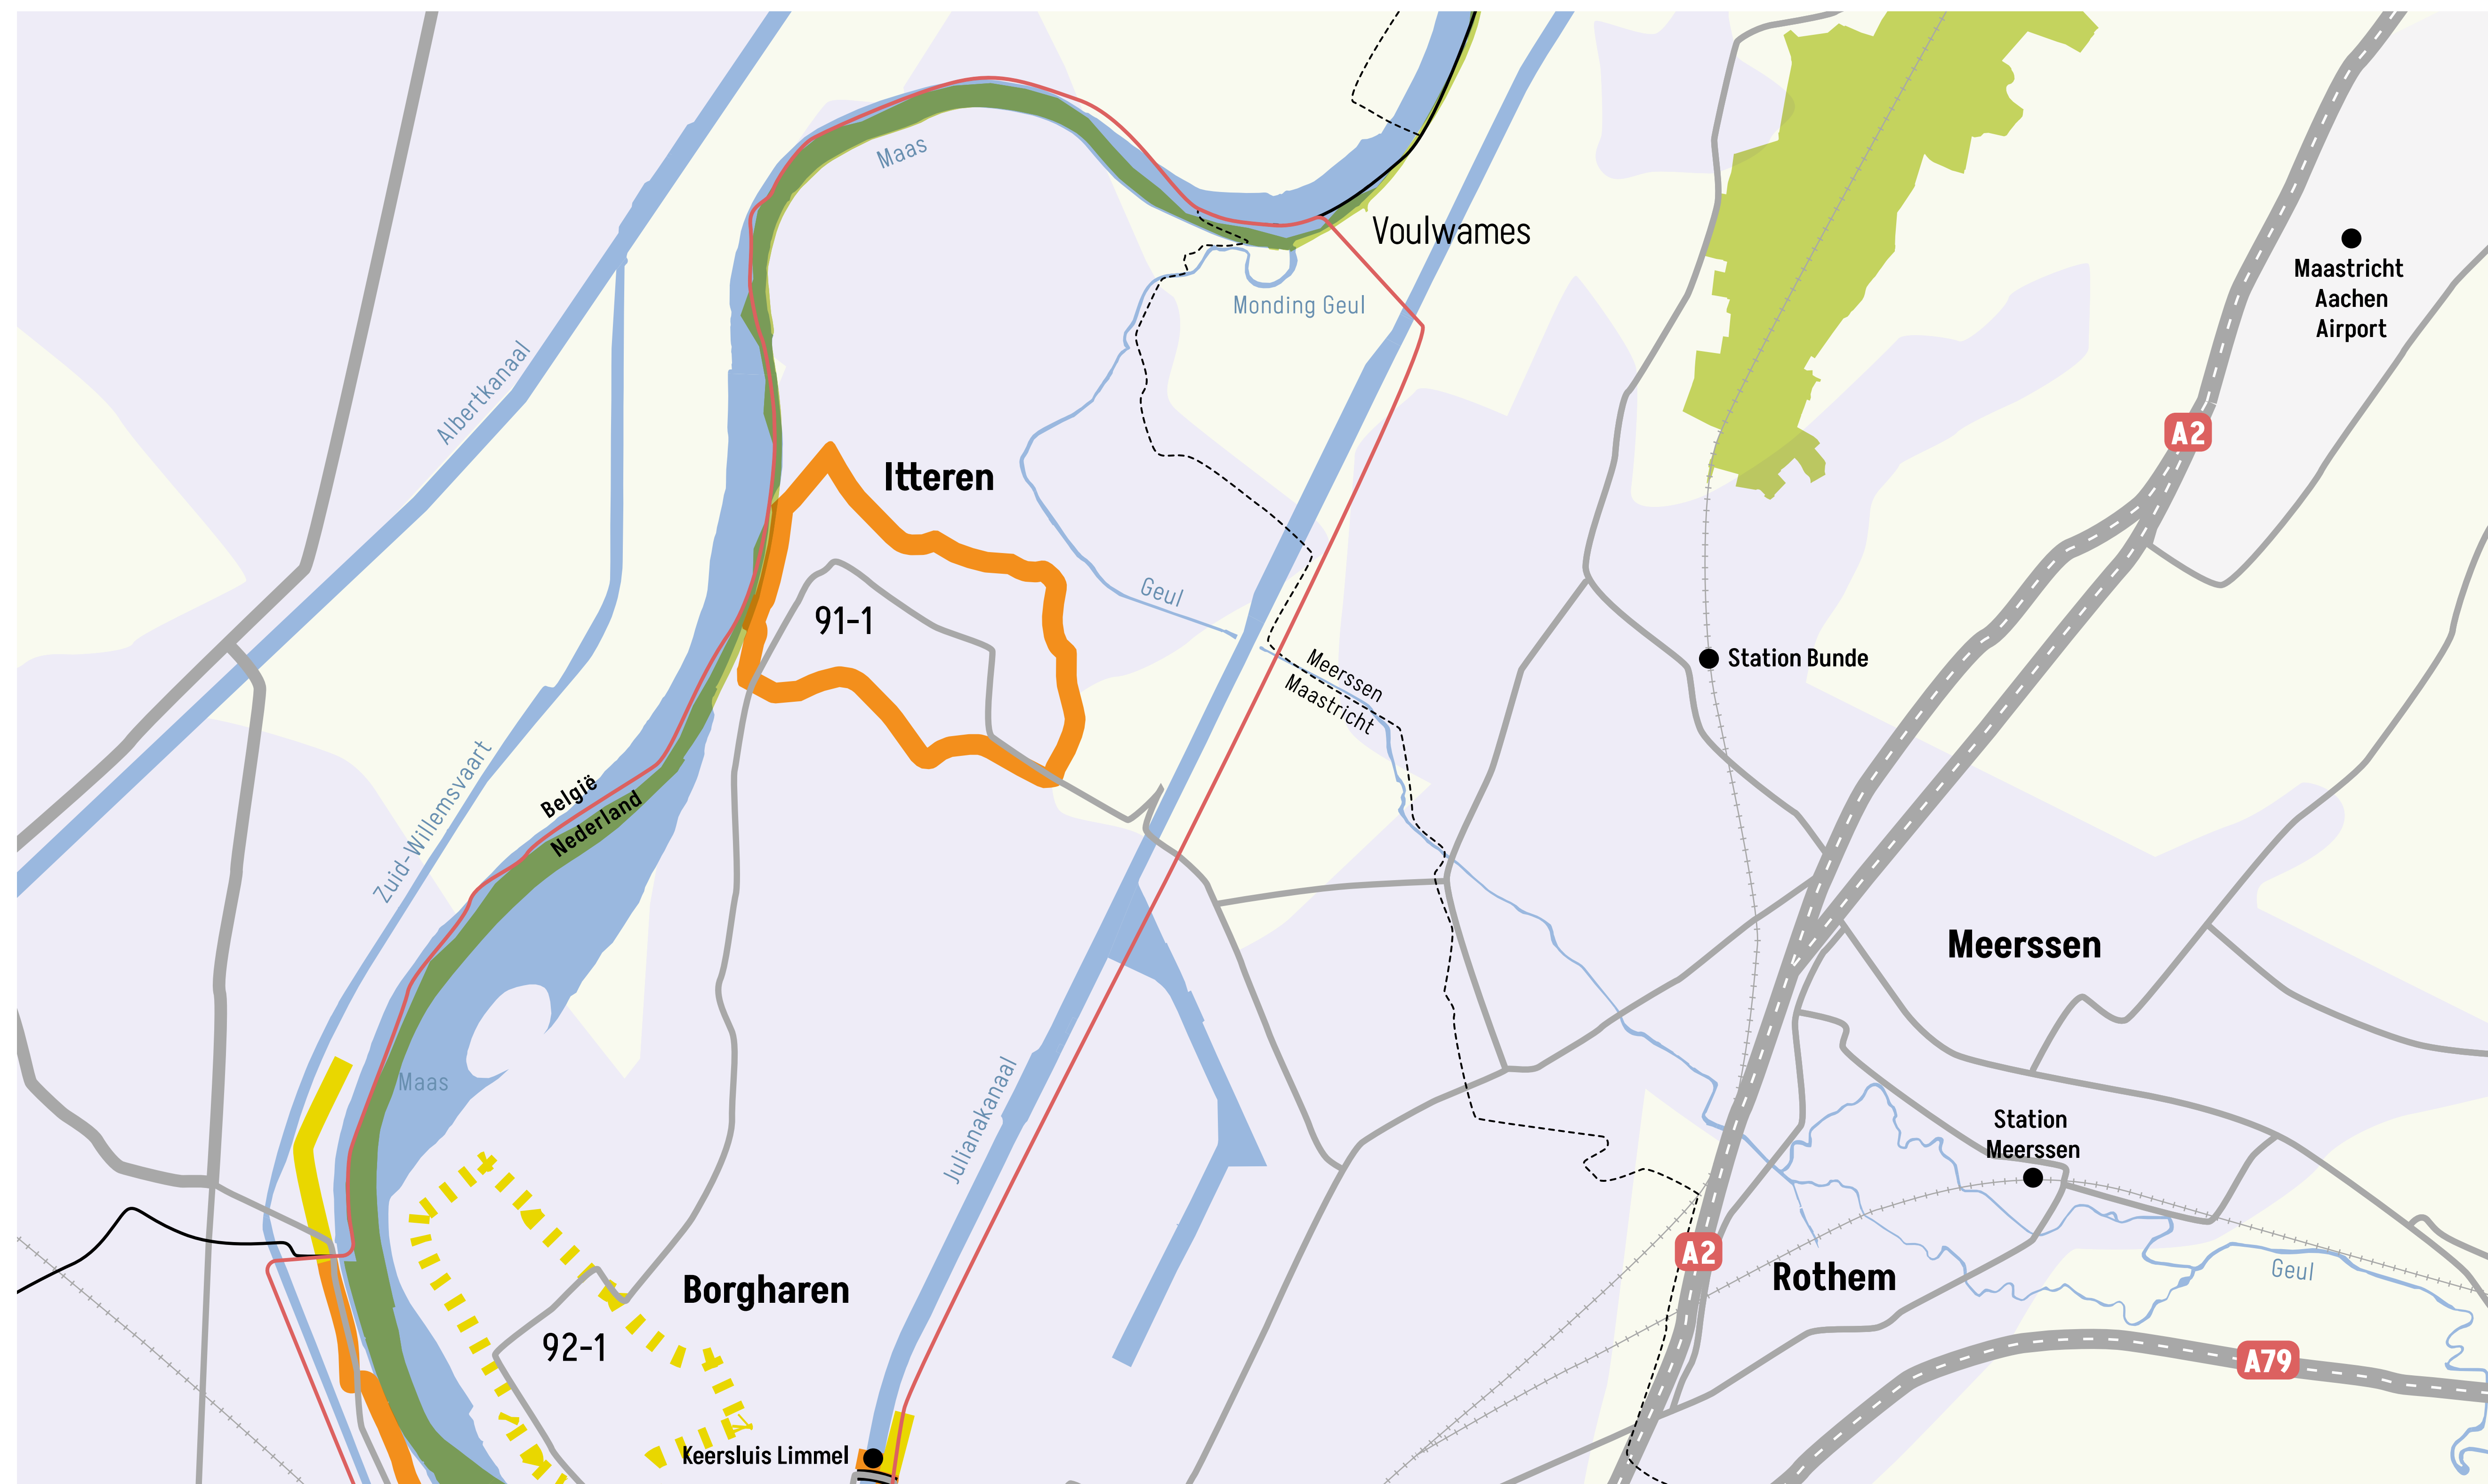 Maas
Voulwames
Maastricht
Aachen
Airport
Monding Geul
Albertkanaal
A2
Itteren
91-1
Geul
Station Bunde
Meerssen
Maastricht
Zuid-Willemsvaart
België
Nederland
Meerssen
Maas
Julianakanaal
Station
Meerssen
A2
Rothem
Geul
Borgharen
92-1
A79
Keersluis Limmel